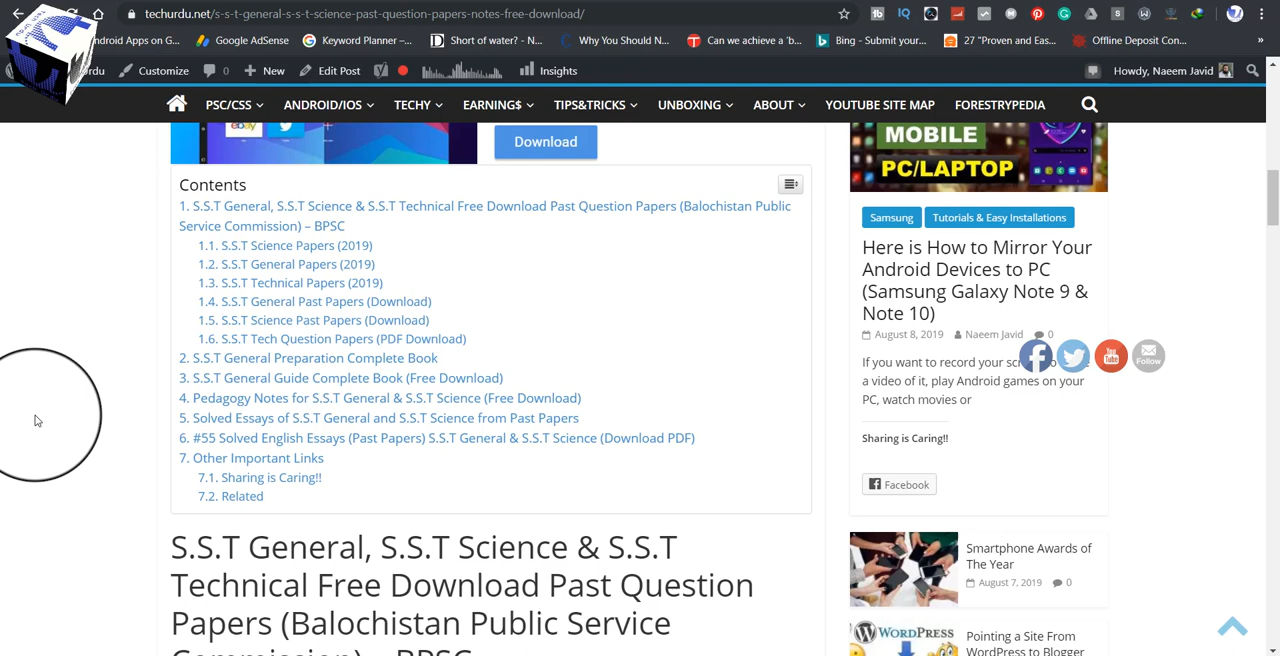 techurdu.net/s-s-t-general-s-s-t-science-past-question-papers-notes-free-download/
ndroid Apps on G... Google AdSense Keyword Planner –... Short of water? - N... Why You Should N... Can we achieve a 'b... Bing - Submit your... 27 "Proven and Eas... Offline Deposit Con... »
rdu Customize 0 New Edit Post Insights Howdy, Naeem Javid
PSC/CSS ANDROID/IOS TECHY EARNING$ TIPS&TRICKS UNBOXING ABOUT YOUTUBE SITE MAP FORESTRYPEDIA
ebay
Download
MOBILE
PC/LAPTOP
Contents
1. S.S.T General, S.S.T Science & S.S.T Technical Free Download Past Question Papers (Balochistan Public
Service Commission) – BPSC
1.1. S.S.T Science Papers (2019)
1.2. S.S.T General Papers (2019)
1.3. S.S.T Technical Papers (2019)
1.4. S.S.T General Past Papers (Download)
1.5. S.S.T Science Past Papers (Download)
1.6. S.S.T Tech Question Papers (PDF Download)
2. S.S.T General Preparation Complete Book
3. S.S.T General Guide Complete Book (Free Download)
4. Pedagogy Notes for S.S.T General & S.S.T Science (Free Download)
5. Solved Essays of S.S.T General and S.S.T Science from Past Papers
6. #55 Solved English Essays (Past Papers) S.S.T General & S.S.T Science (Download PDF)
7. Other Important Links
7.1. Sharing is Caring!!
7.2. Related
S.S.T General, S.S.T Science & S.S.T
Technical Free Download Past Question
Papers (Balochistan Public Service
Commission) – BPSC
Samsung Tutorials & Easy Installations
Here is How to Mirror Your
Android Devices to PC
(Samsung Galaxy Note 9 &
Note 10)
August 8, 2019 Naeem Javid 0
If you want to record your sc
a video of it, play Android games on your
PC, watch movies or
Follow
Sharing is Caring!!
Facebook
Smartphone Awards of
The Year
August 7, 2019 0
WORDPRESS
Pointing a Site From
WordPress to Blogger